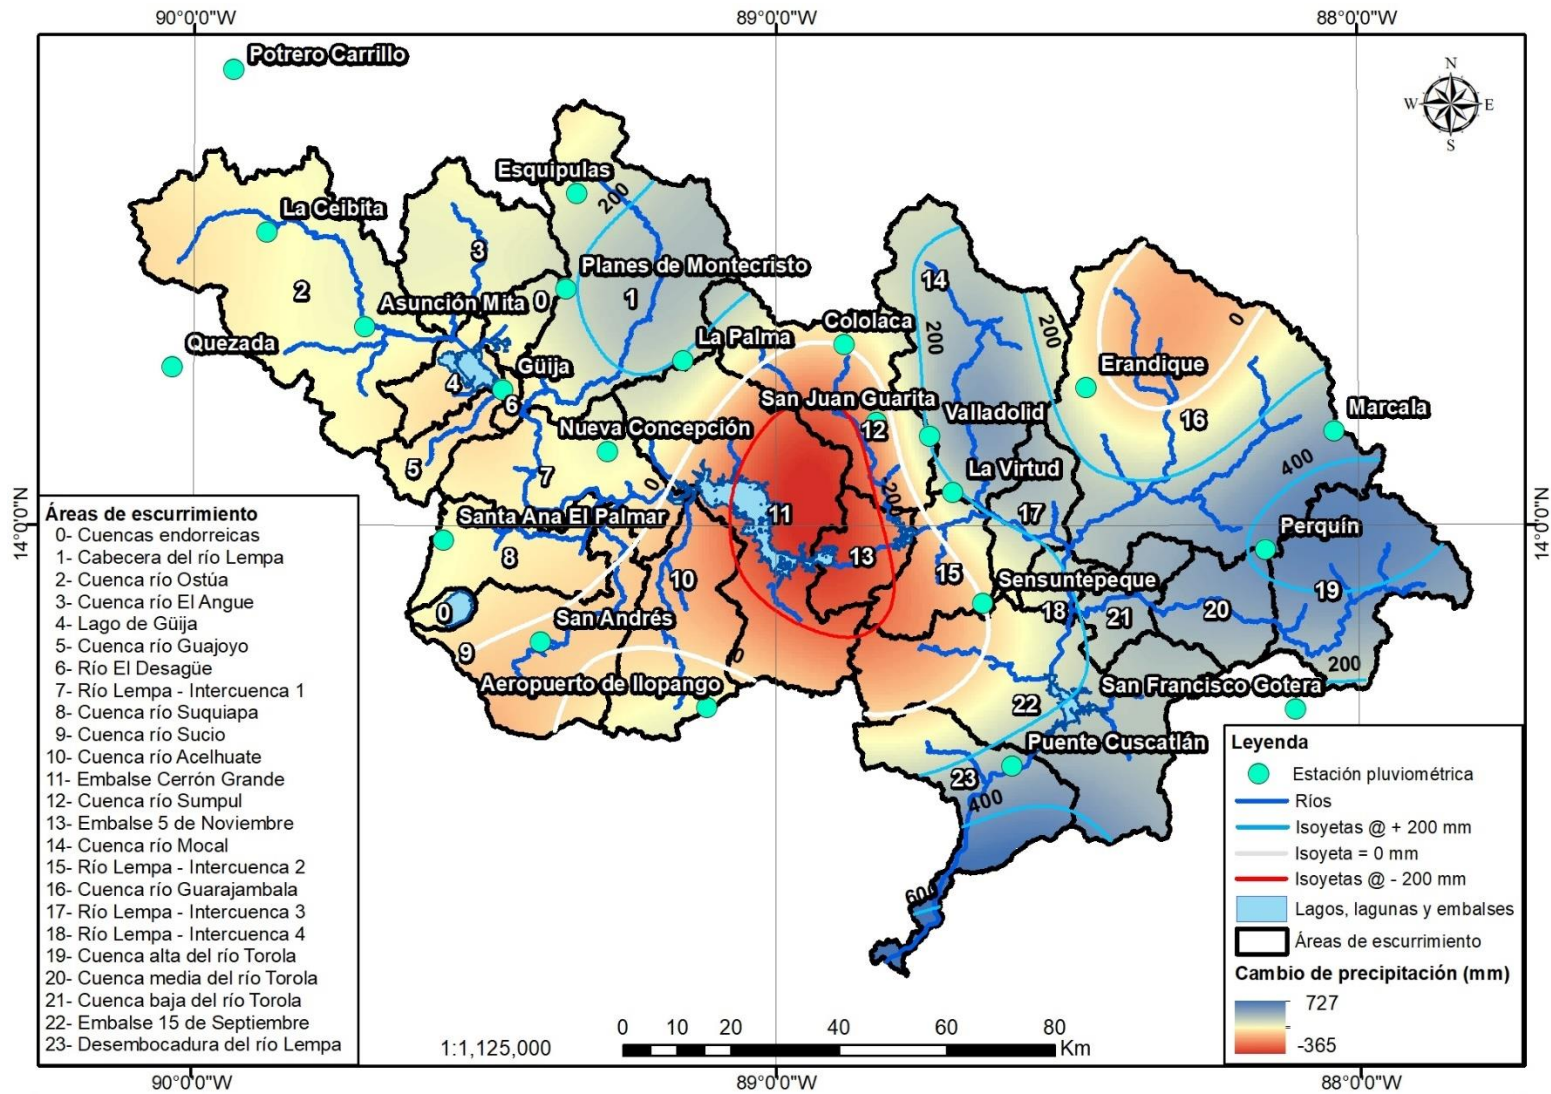 90°0'0"W
89°0'0"W
88°0'0"W
Potrero Carrillo
N
W
E
S
Esquipulas
200
La Ceibita
3
Planes de Montecristo
0
1
14
2
Asunción Mita
200
200
0
Quezada
La Palma
Cololaca
Güija
4
Erandique
6
San Juan Guarita
Valladolid
16
Marcala
Nueva Concepción
12
5
7
0
La Virtud
400
-200
14°0'0"N
14°0'0"N
Santa Ana El Palmar
11
17
Perquín
8
13
10
15
Sensuntepeque
19
0
18
21
20
San Andrés
9
0
200
Aeropuerto de Ilopango
San Francisco Gotera
22
Puente Cuscatlán
23
400
600
Áreas de escurrimiento
0- Cuencas endorreicas
1- Cabecera del río Lempa
2- Cuenca río Ostúa
3- Cuenca río El Angue
4- Lago de Güija
5- Cuenca río Guajoyo
6- Río El Desagüe
7- Río Lempa - Intercuenca 1
8- Cuenca río Suquiapa
9- Cuenca río Sucio
10- Cuenca río Acelhuate
11- Embalse Cerrón Grande
12- Cuenca río Sumpul
13- Embalse 5 de Noviembre
14- Cuenca río Mocal
15- Río Lempa - Intercuenca 2
16- Cuenca río Guarajambala
17- Río Lempa - Intercuenca 3
18- Río Lempa - Intercuenca 4
19- Cuenca alta del río Torola
20- Cuenca media del río Torola
21- Cuenca baja del río Torola
22- Embalse 15 de Septiembre
23- Desembocadura del río Lempa
Leyenda
Estación pluviométrica
Ríos
Isoyetas @ + 200 mm
Isoyeta = 0 mm
Isoyetas @ - 200 mm
Lagos, lagunas y embalses
Áreas de escurrimiento
Cambio de precipitación (mm)
727
-365
1:1,125,000
0 10 20 40 60 80
Km
90°0'0"W
89°0'0"W
88°0'0"W